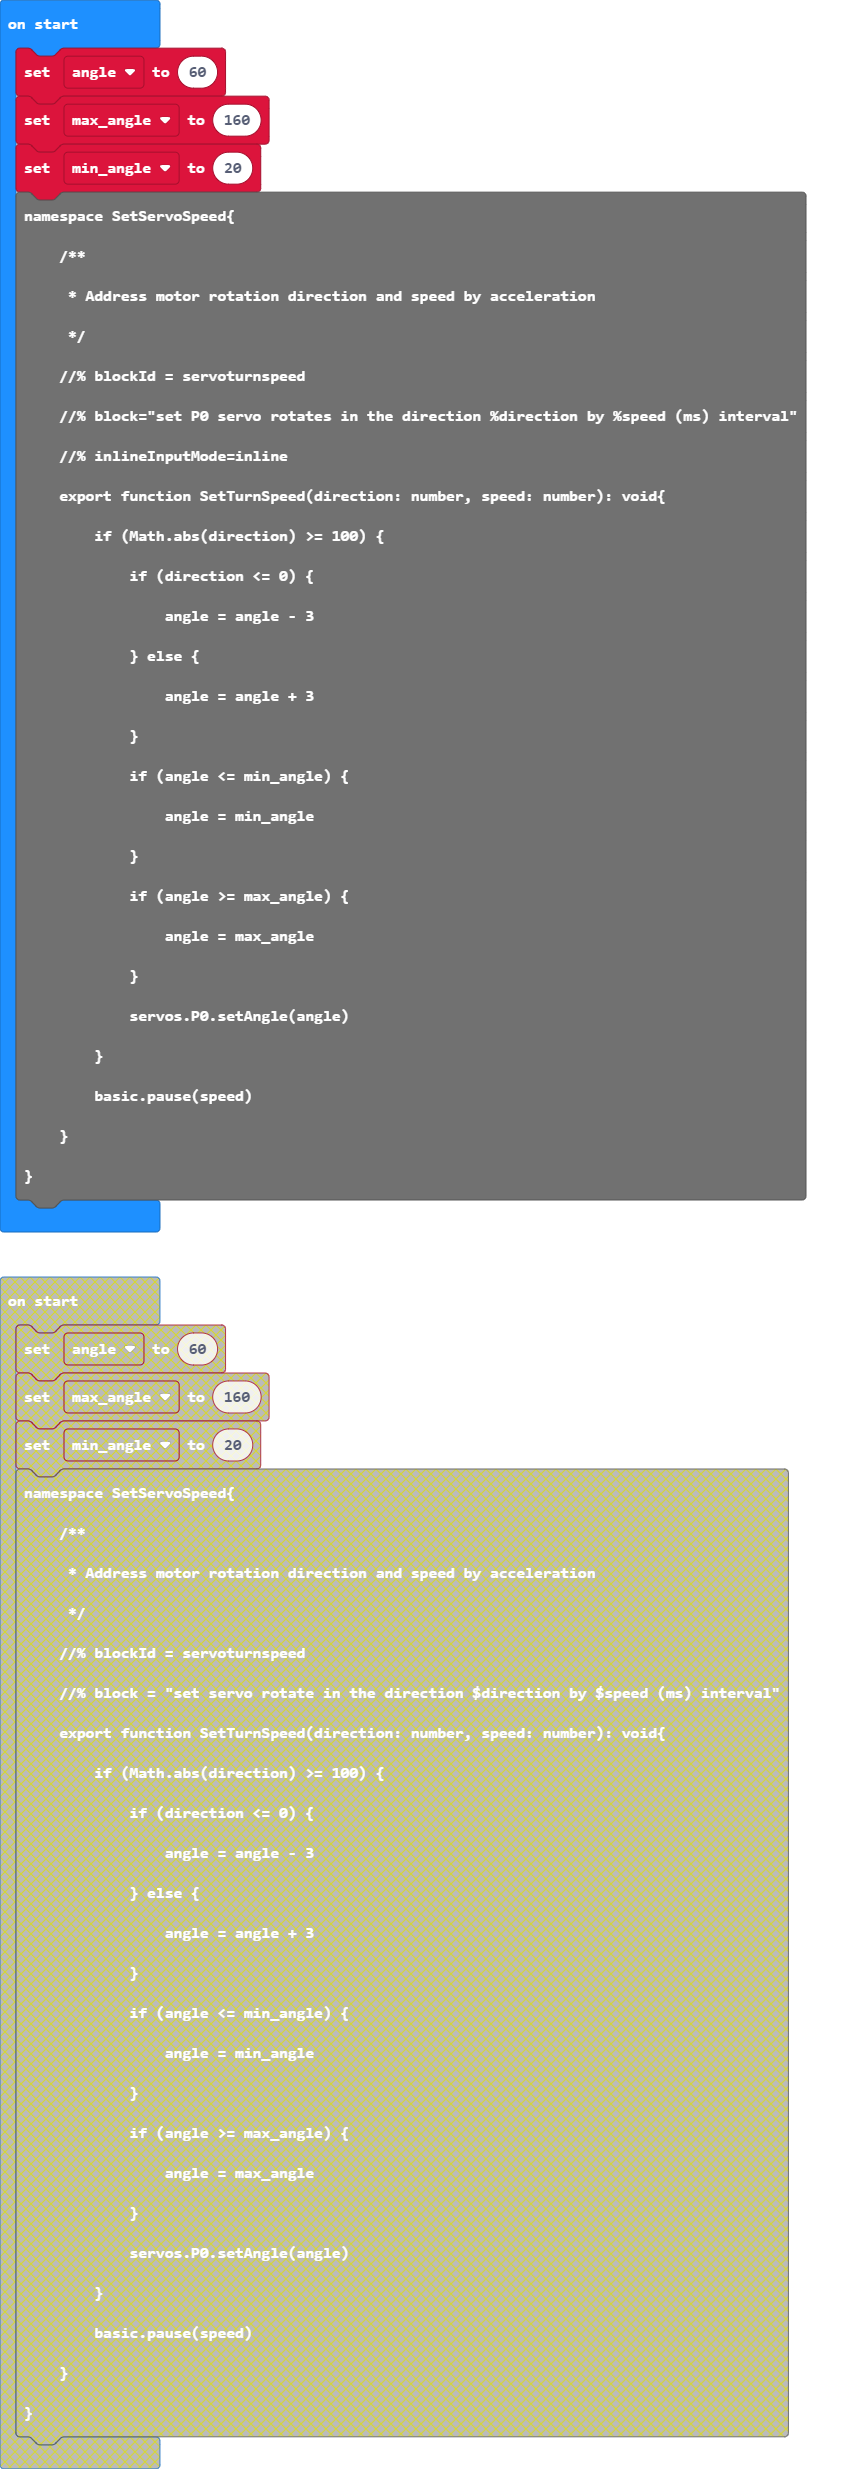 on start
set angle to 60
set max_angle to 160
set min_angle to 20
namespace SetServoSpeed{
/**
* Address motor rotation direction and speed by acceleration
*/
//% blockId = servoturnspeed
//% block="set P0 servo rotates in the direction %direction by %speed (ms) interval"
//% inlineInputMode=inline
export function SetTurnSpeed(direction: number, speed: number): void{
if (Math.abs(direction) >= 100) {
if (direction <= 0) {
angle = angle - 3
} else {
angle = angle + 3
}
if (angle <= min_angle) {
angle = min_angle
}
if (angle >= max_angle) {
angle = max_angle
}
servos.P0.setAngle(angle)
}
basic.pause(speed)
}
}
on start
set angle to 60
set max_angle to 160
set min_angle to 20
namespace SetServoSpeed{
/**
* Address motor rotation direction and speed by acceleration
*/
//% blockId = servoturnspeed
//% block = "set servo rotate in the direction $direction by $speed (ms) interval"
export function SetTurnSpeed(direction: number, speed: number): void{
if (Math.abs(direction) >= 100) {
if (direction <= 0) {
angle = angle - 3
} else {
angle = angle + 3
}
if (angle <= min_angle) {
angle = min_angle
}
if (angle >= max_angle) {
angle = max_angle
}
servos.P0.setAngle(angle)
}
basic.pause(speed)
}
}